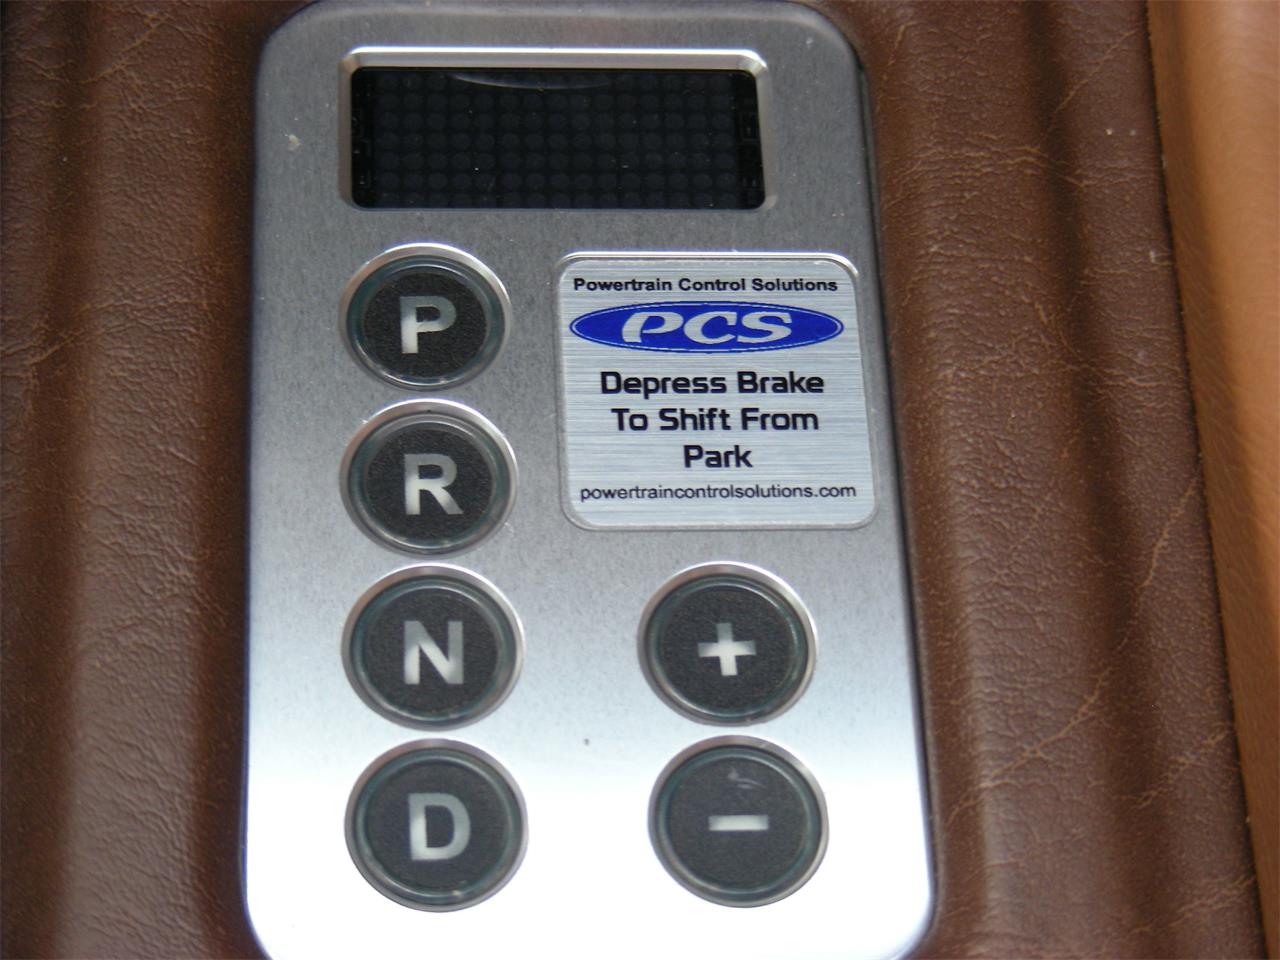 P
R
N
D
Powertrain Control Solutions
PCS
Depress Brake
To Shift From
Park
powertraincontrolsolutions.com
+
−